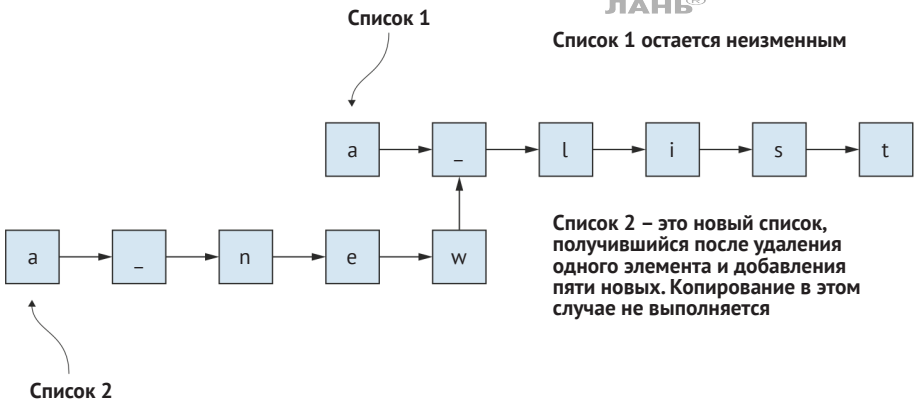 ЛАНЬ®
Список 1
Список 1 остается неизменным
a _ l i s t
a _ n e w
Список 2 – это новый список,
получившийся после удаления
одного элемента и добавления
пяти новых. Копирование в этом
случае не выполняется
Список 2